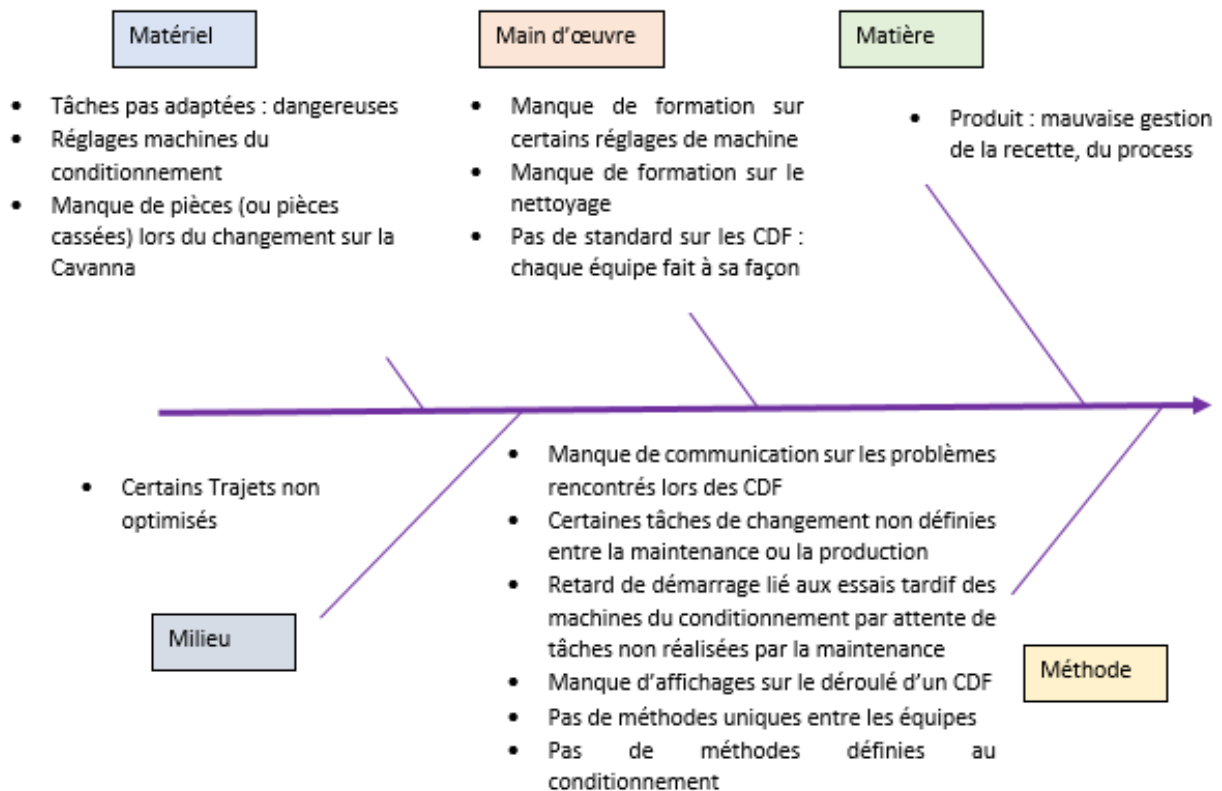 Matériel
Main d'œuvre
Matière
• Tâches pas adaptées : dangereuses
• Réglages machines du
conditionnement
• Manque de pièces (ou pièces
cassées) lors du changement sur la
Cavanna
• Manque de formation sur
certains réglages de machine
• Manque de formation sur le
nettoyage
• Pas de standard sur les CDF :
chaque équipe fait à sa façon
• Produit : mauvaise gestion
de la recette, du process
• Certains Trajets non
optimisés
Milieu
• Manque de communication sur les problèmes
rencontrés lors des CDF
• Certaines tâches de changement non définies
entre la maintenance ou la production
• Retard de démarrage lié aux essais tardif des
machines du conditionnement par attente de
tâches non réalisées par la maintenance
• Manque d'affichages sur le déroulé d'un CDF
• Pas de méthodes uniques entre les équipes
• Pas de méthodes définies au
conditionnement
Méthode